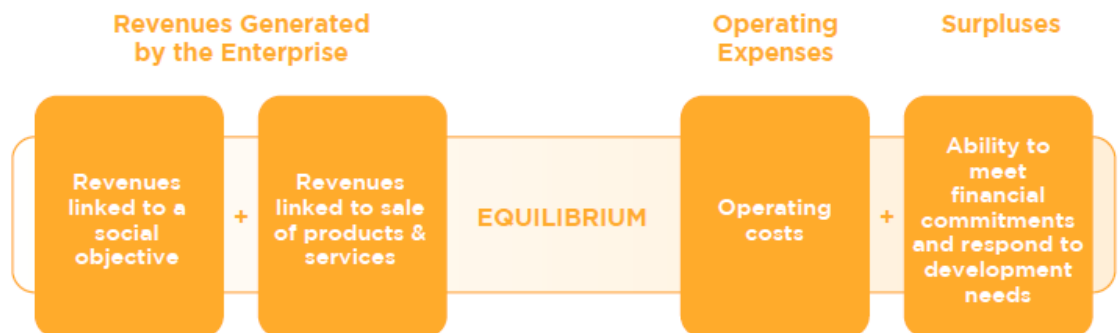 Revenues Generated
by the Enterprise
Operating
Expenses
Surpluses
Revenues
linked to a
social
objective
+
Revenues
linked to sale
of products &
services
EQUILIBRIUM
Operating
costs
+
Ability to
meet
financial
commitments
and respond to
development
needs